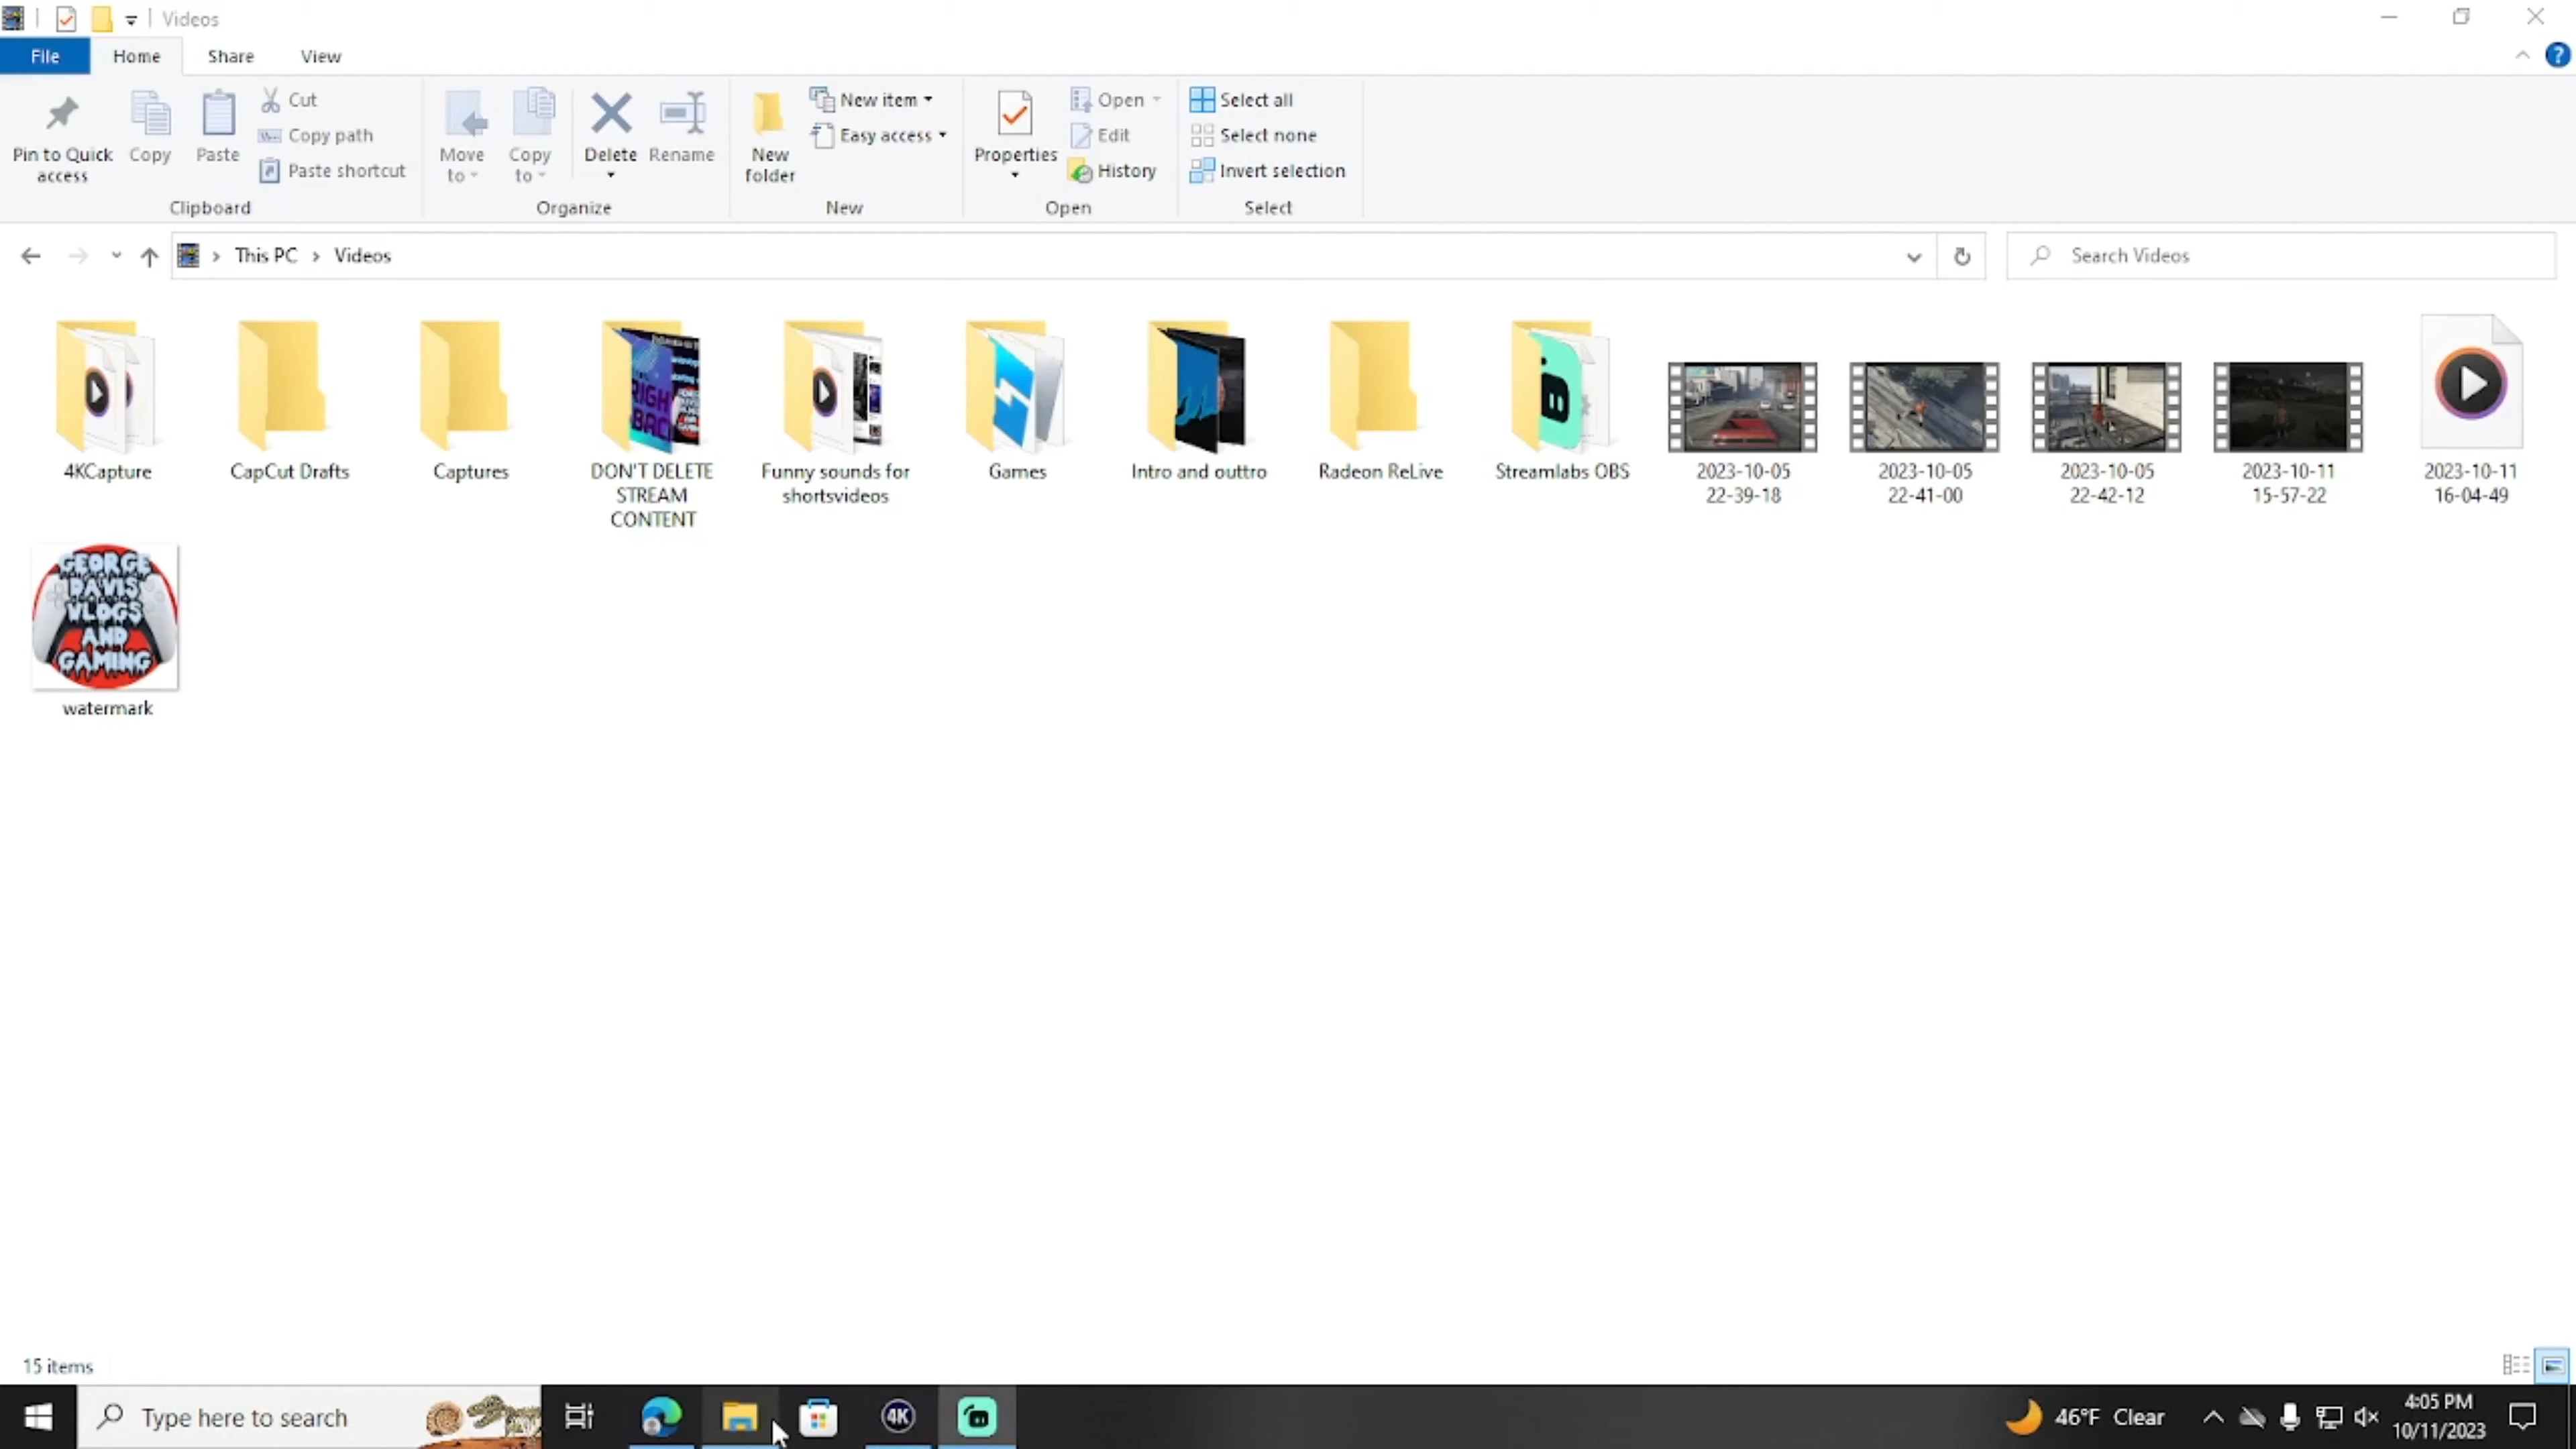 Videos
File Home Share View
Pin to Quick access
Copy
Paste
Cut
Copy path
Paste shortcut
Clipboard
Move to
Copy to
Delete
Rename
Organize
New folder
New item
Easy access
New
Properties
Open
Edit
History
Open
Select all
Select none
Invert selection
Select
This PC > Videos
Search Videos
4KCapture
CapCut Drafts
Captures
RIGH
BAC
DON'T DELETE
STREAM
CONTENT
Funny sounds for
shortsvideos
Games
Intro and outtro
Radeon ReLive
Streamlabs OBS
2023-10-05
22-39-18
2023-10-05
22-41-00
2023-10-05
22-42-12
2023-10-11
15-57-22
2023-10-11
16-04-49
GEORGE
DAVIS
VLOGS
AND
GAMING
watermark
15 items
Type here to search
4K
46°F Clear
4:05 PM
10/11/2023